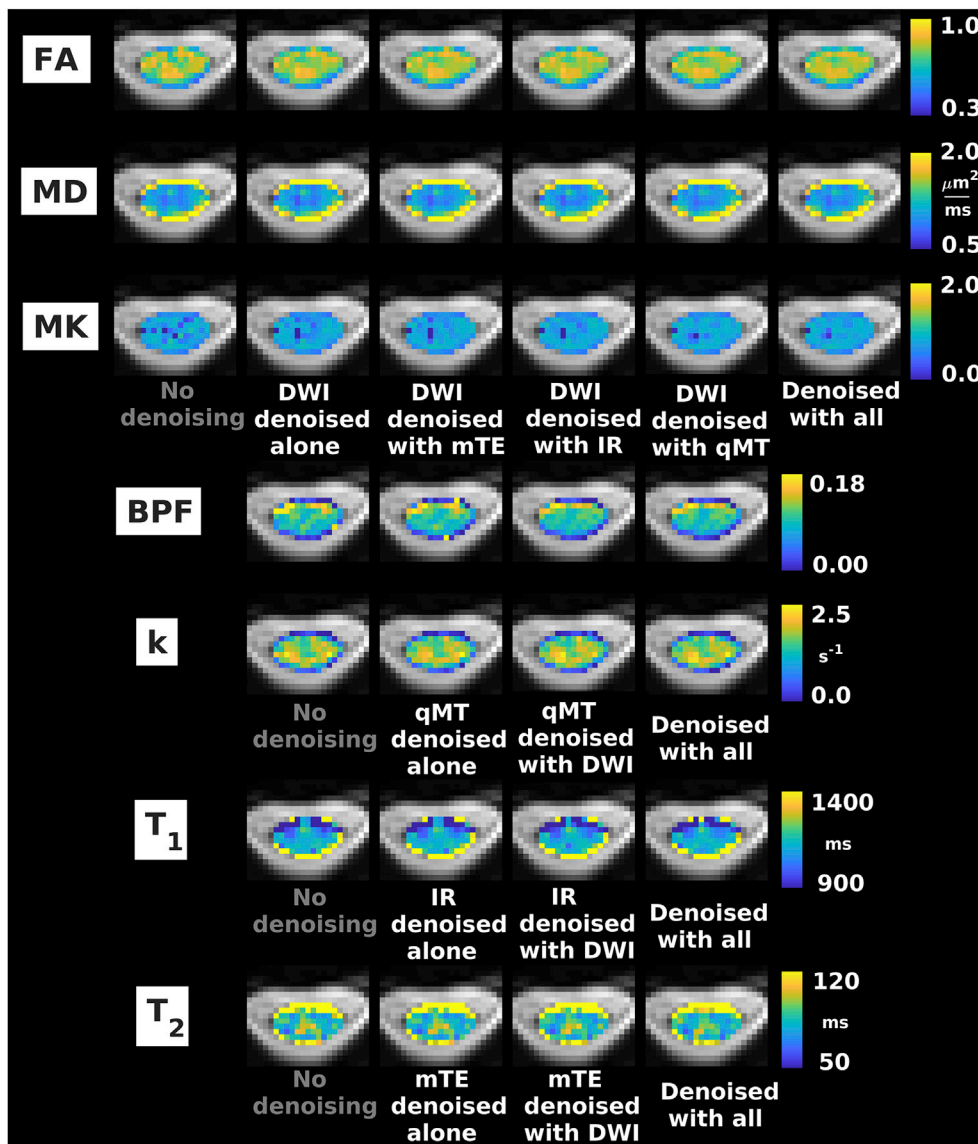 FA
1.0
0.3
MD
2.0
μm²
ms
0.5
MK
2.0
0.0
No
denoising
DWI
denoised
alone
DWI
denoised
with mTE
DWI
denoised
with IR
DWI
denoised
with qMT
Denoised
with all
BPF
0.18
0.00
k
2.5
s⁻¹
0.0
No
denoising
qMT
denoised
alone
qMT
denoised
with DWI
Denoised
with all
T₁
1400
ms
900
No
denoising
IR
denoised
alone
IR
denoised
with DWI
Denoised
with all
T₂
120
ms
50
No
denoising
mTE
denoised
alone
mTE
denoised
with DWI
Denoised
with all